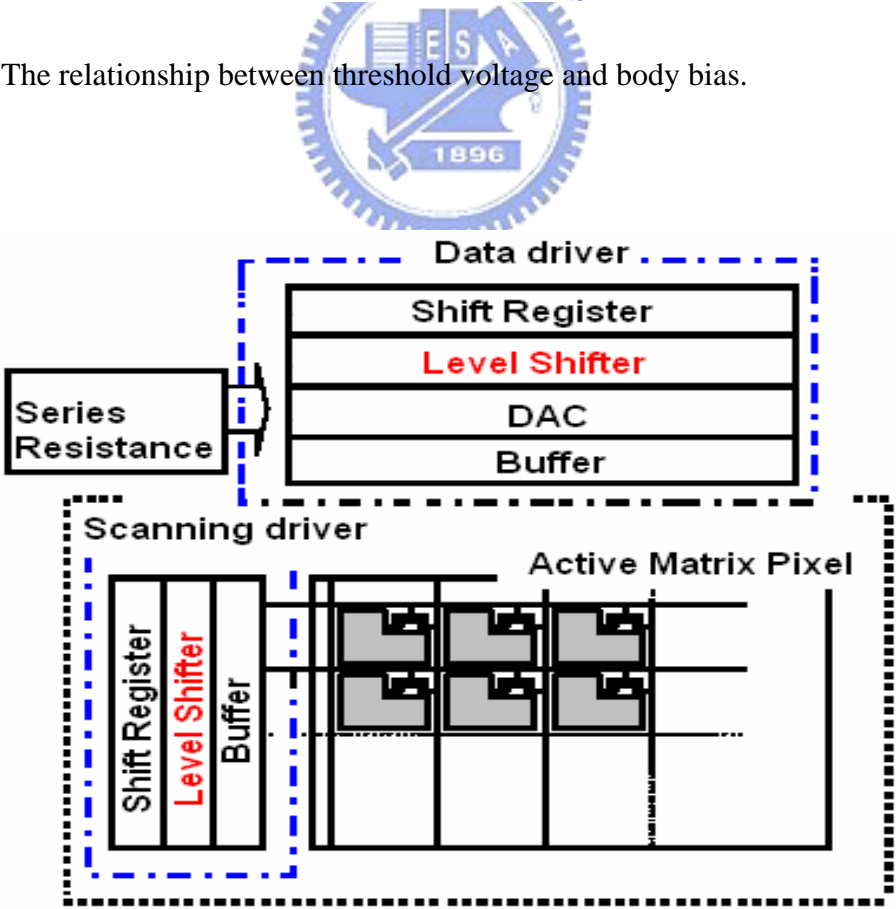 ESA
The relationship between threshold voltage and body bias.
1896
Data driver
Shift Register
Level Shifter
DAC
Buffer
Series
Resistance
Scanning driver
Active Matrix Pixel
Shift Register
Level Shifter
Buffer